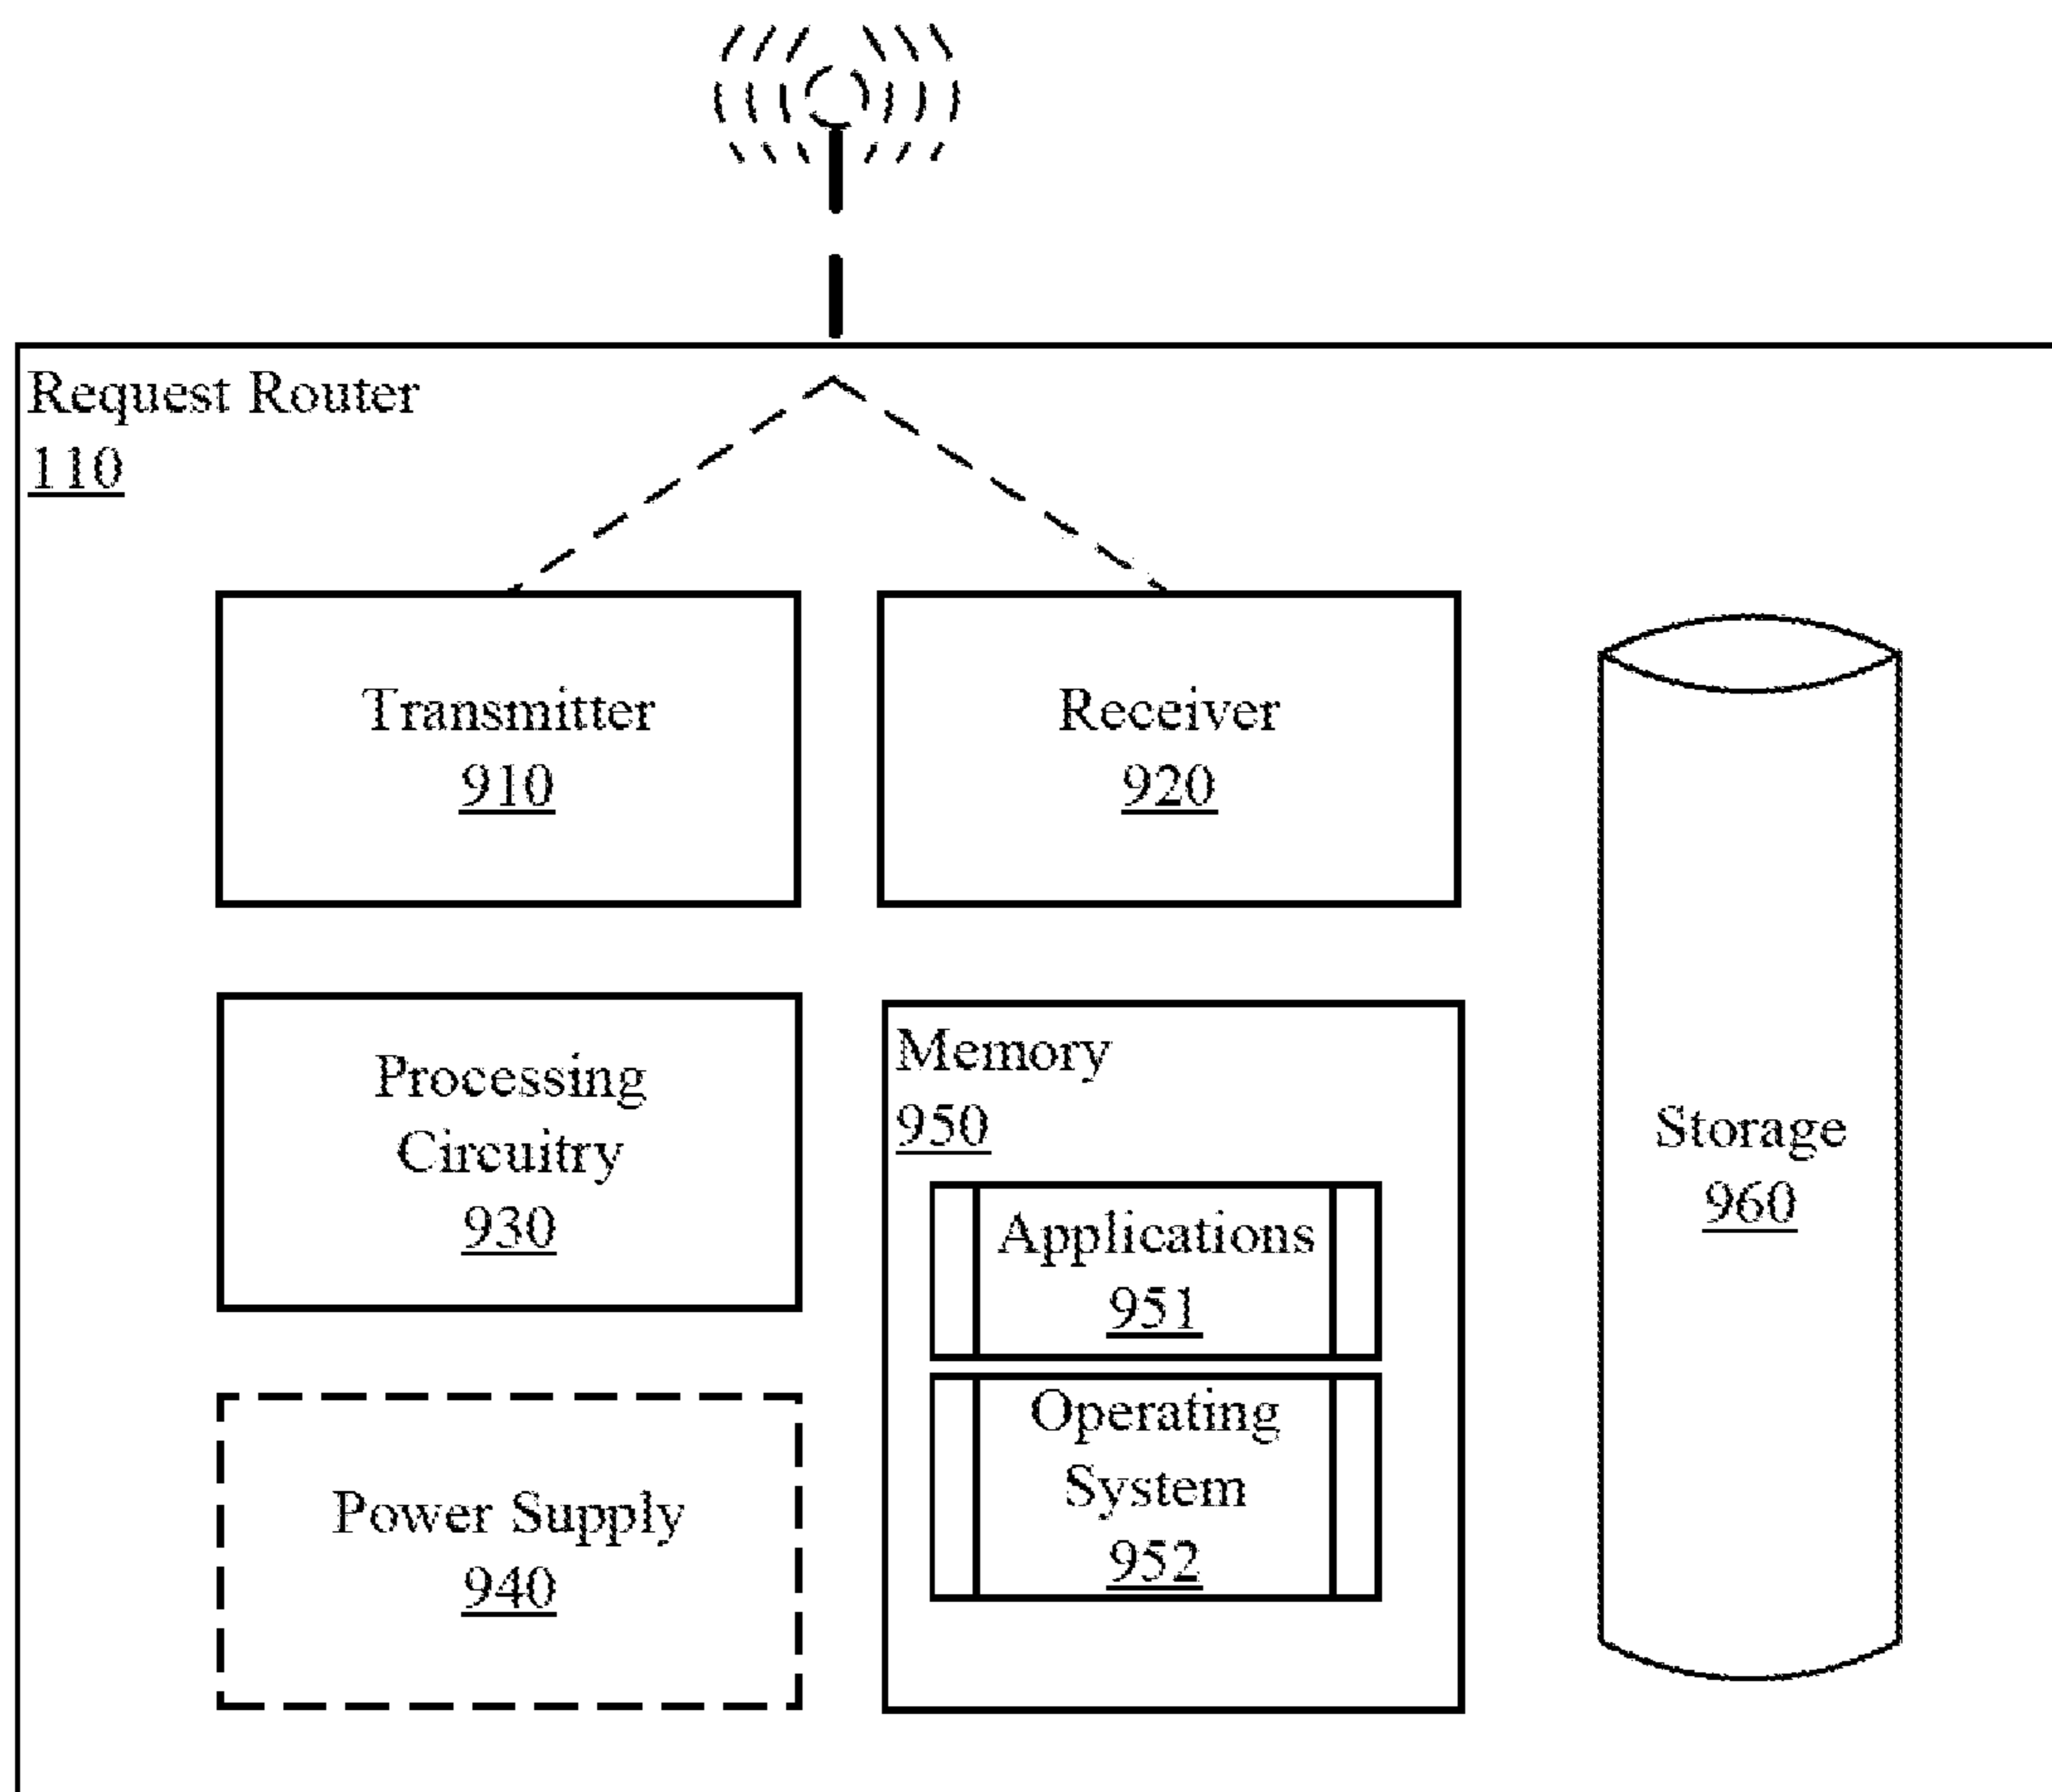 Request Router
110
Transmitter
910
Receiver
920
Processing
Circuitry
930
Memory
950
Applications
951
Operating
System
952
Power Supply
940
Storage
960